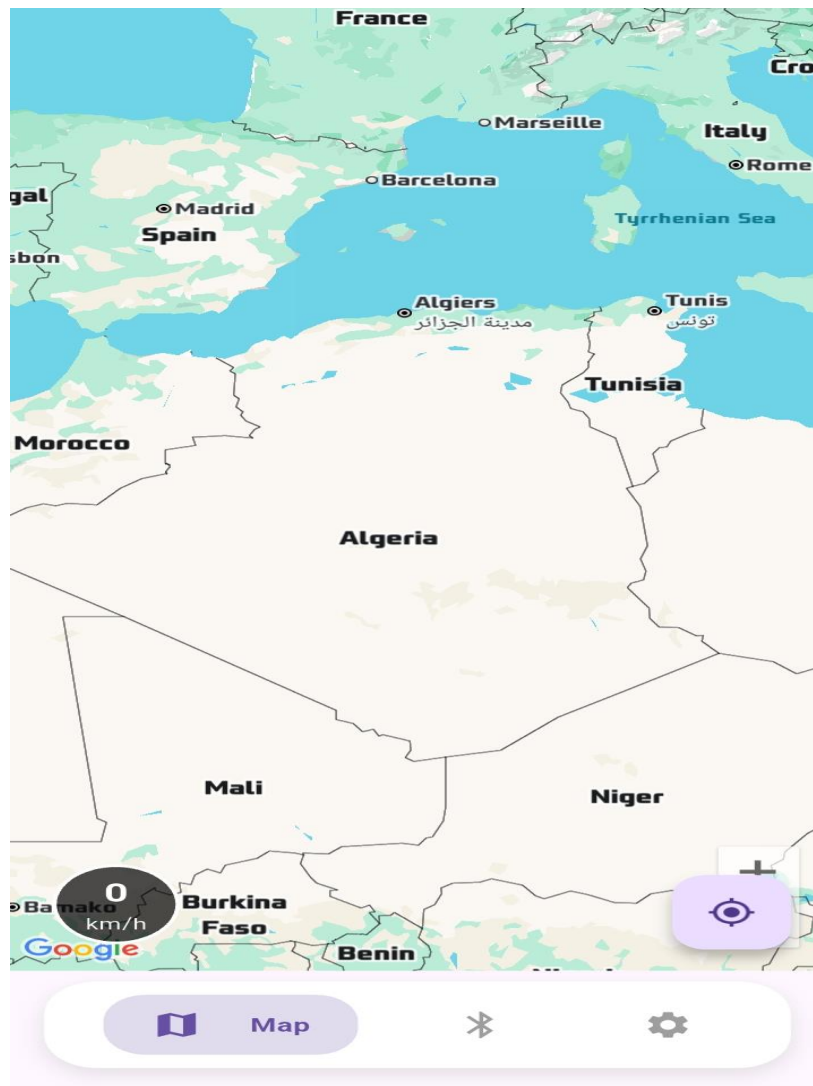 France
Cro
Marseille
Italy
Rome
Barcelona
gal
Madrid
Tyrrhenian Sea
Spain
sbon
Algiers
مدينة الجزائر
Tunis
تونس
Tunisia
Morocco
Algeria
Mali
Niger
0
km/h
Bamako
Burkina
Faso
Google
Benin
Map